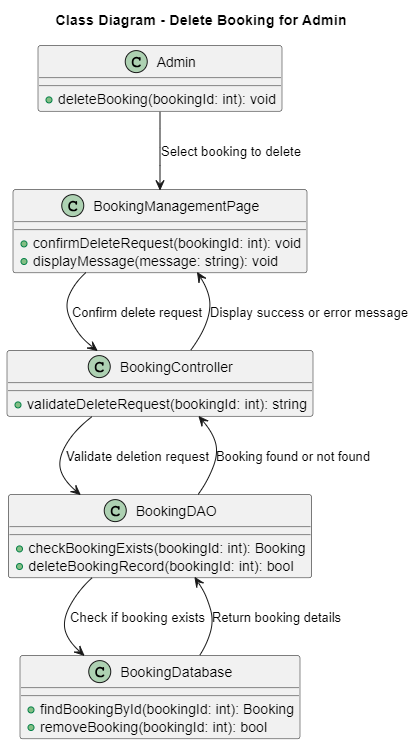 Class Diagram - Delete Booking for Admin
C Admin
deleteBooking(bookingId: int): void
Select booking to delete
C BookingManagementPage
confirmDeleteRequest(bookingId: int): void
displayMessage(message: string): void
Confirm delete request Display success or error message
C BookingController
validateDeleteRequest(bookingId: int): string
Validate deletion request Booking found or not found
C BookingDAO
checkBookingExists(bookingId: int): Booking
deleteBookingRecord(bookingId: int): bool
Check if booking exists Return booking details
C BookingDatabase
findBookingById(bookingId: int): Booking
removeBooking(bookingId: int): bool